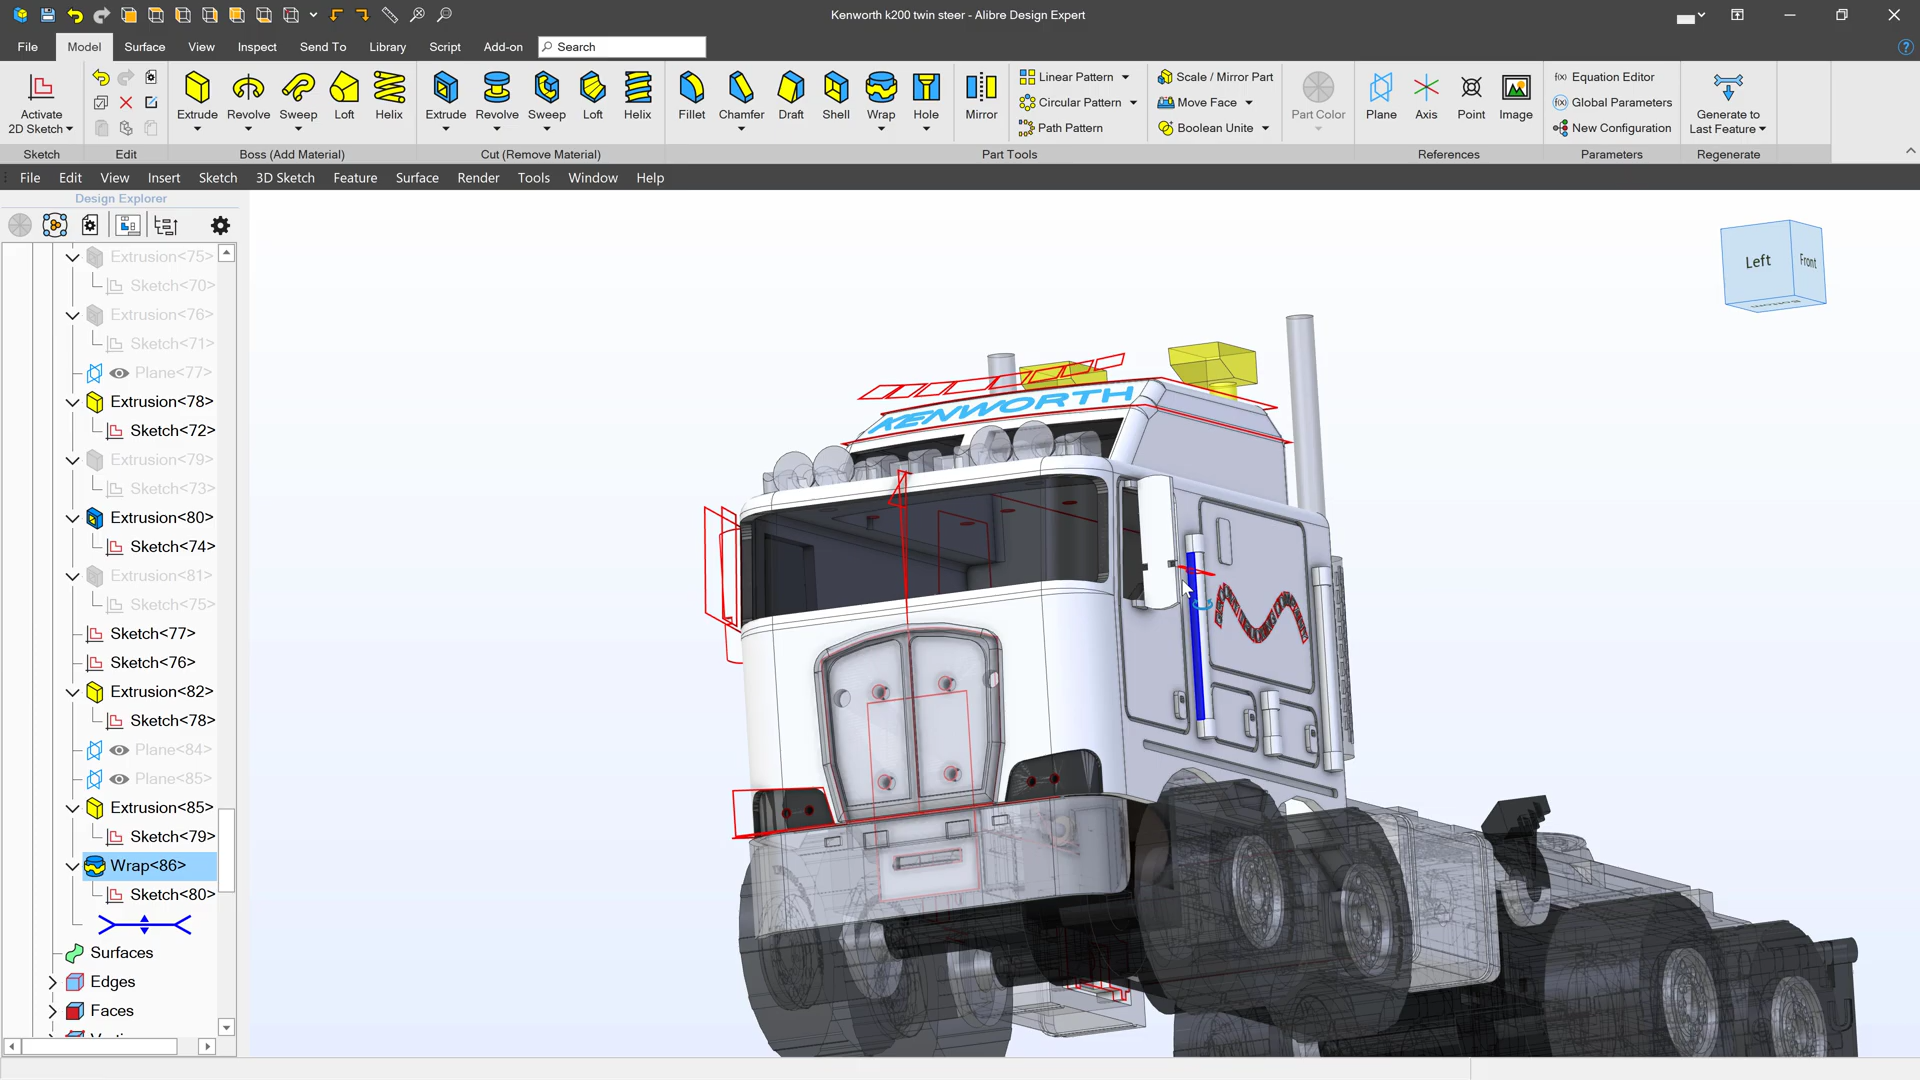 Kenworth k200 twin steer - Alibre Design Expert
File Model Surface View Inspect Send To Library Script Add-on Search
Activate 2D Sketch
Sketch
Edit
Extrude Revolve Sweep Loft Helix
Boss (Add Material)
Extrude Revolve Sweep Loft Helix
Cut (Remove Material)
Fillet Chamfer Draft Shell Wrap Hole Mirror
Linear Pattern
Circular Pattern
Path Pattern
Scale / Mirror Part
Move Face
Boolean Unite
Part Color
Part Tools
Plane Axis Point Image
References
Equation Editor
Global Parameters
New Configuration
Parameters
Generate to Last Feature
Regenerate
File Edit View Insert Sketch 3D Sketch Feature Surface Render Tools Window Help
Design Explorer
Extrusion<75>
Sketch<70>
Extrusion<76>
Sketch<71>
Plane<77>
Extrusion<78>
Sketch<72>
Extrusion<79>
Sketch<73>
Extrusion<80>
Sketch<74>
Extrusion<81>
Sketch<75>
Sketch<77>
Sketch<76>
Extrusion<82>
Sketch<78>
Plane<84>
Plane<85>
Extrusion<85>
Sketch<79>
Wrap<86>
Sketch<80>
Surfaces
Edges
Faces
Left
Front
Bottom
KENWORTH